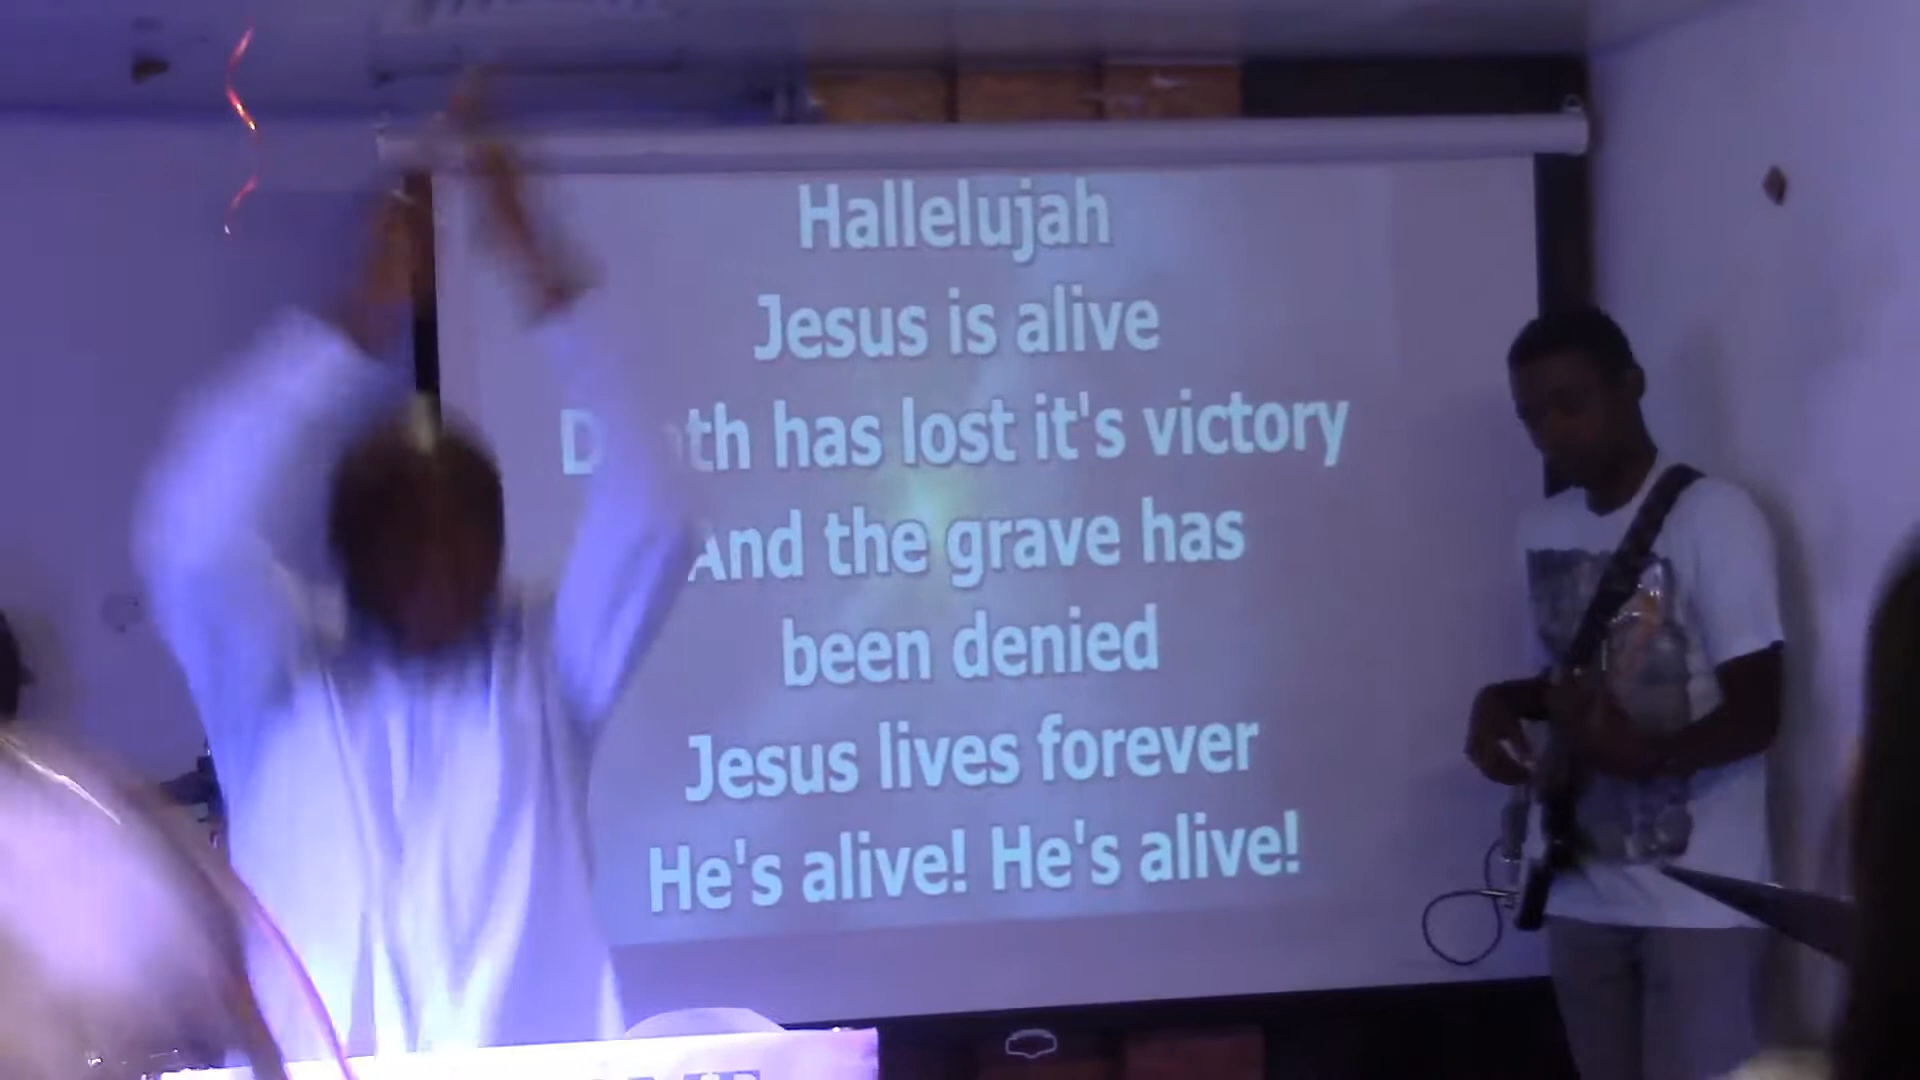 Hallelujah
Jesus is alive
Death has lost it's victory
And the grave has
been denied
Jesus lives forever
He's alive! He's alive!